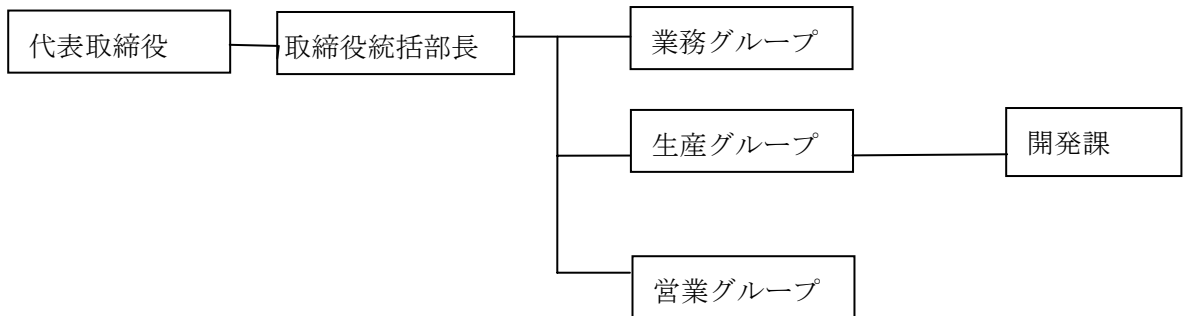 代表取締役
取締役統括部長
業務グループ
生産グループ
開発課
営業グループ